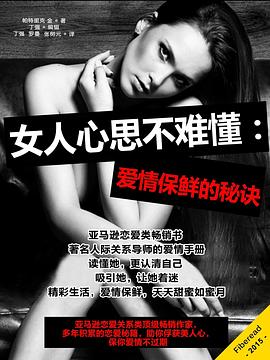 帕特里克·金 ● 著
丁强 ● 编辑
丁强 罗曼 张树元 ● 译
女人心思不难懂：
爱情保鲜的秘诀
亚马逊恋爱类畅销书
著名人际关系导师的爱情手册
读懂她，更认清自己
吸引她，让她着迷
精彩生活，爱情保鲜，天天甜蜜如蜜月
亚马逊恋爱关系类顶级畅销作家，
多年积累的恋爱秘籍，助你俘获美人心，
保你爱情不过期
Fiberead
- 2015 -